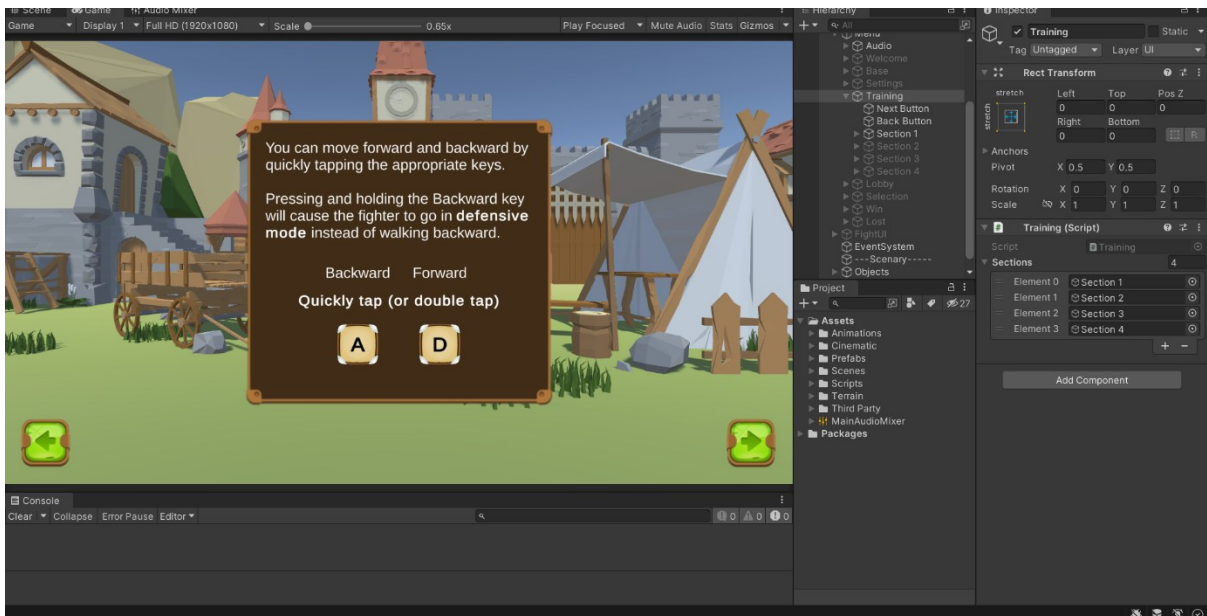 Scene Game Audio Mixer
Game Display 1 Full HD (1920x1080) Scale 0.65x Play Focused Mute Audio Stats Gizmos
You can move forward and backward by
quickly tapping the appropriate keys.
Pressing and holding the Backward key
will cause the fighter to go in defensive
mode instead of walking backward.
Backward Forward
Quickly tap (or double tap)
A D
Console
Clear Collapse Error Pause Editor
0 0 0
Hierarchy
All
Menu
Audio
Welcome
Base
Settings
Training
Next Button
Back Button
Section 1
Section 2
Section 3
Section 4
Lobby
Selection
Win
Lost
FightUI
EventSystem
---Scenary-----
Objects
Project
27
Assets
Animations
Cinematic
Prefabs
Scenes
Scripts
Terrain
Third Party
MainAudioMixer
Packages
Inspector
Training Static
Tag Untagged Layer UI
Rect Transform
stretch Left Top Pos Z
stretch 0 0 0
Right Bottom
0 0 R
Anchors
Pivot X 0.5 Y 0.5
Rotation X 0 Y 0 Z 0
Scale X 1 Y 1 Z 1
# Training (Script)
Script Training
Sections 4
Element 0 Section 1
Element 1 Section 2
Element 2 Section 3
Element 3 Section 4
+ −
Add Component